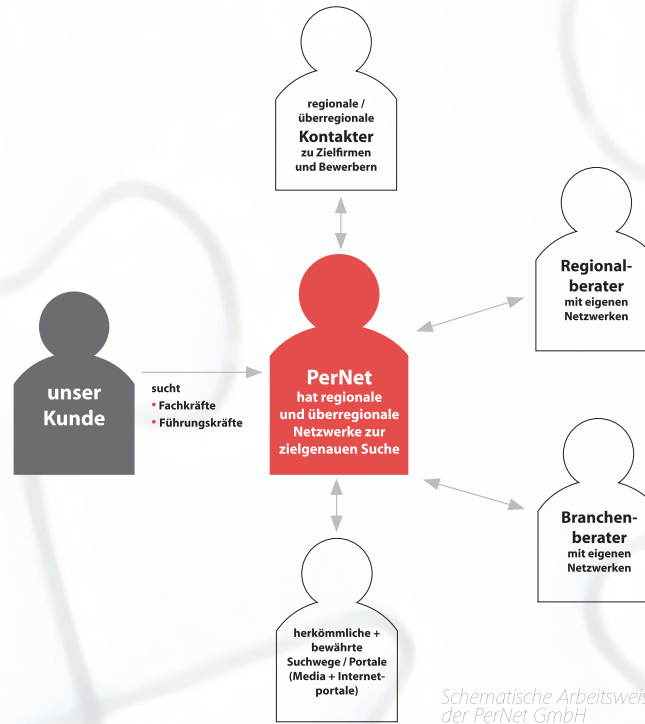 regionale /
überregionale
Kontakter
zu Zielfirmen
und Bewerbern
Regional-
berater
mit eigenen
Netzwerken
unser
Kunde
sucht
• Fachkräfte
• Führungskräfte
PerNet
hat regionale
und überregionale
Netzwerke zur
zielgenauen Suche
Branchen-
berater
mit eigenen
Netzwerken
herkömmliche +
bewährte
Suchwege / Portale
(Media + Internet-
portale)
Schematische Arbeitsweis
der PerNet GmbH